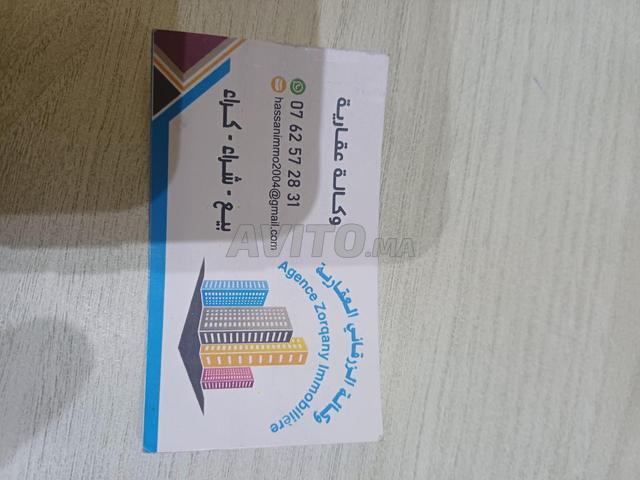 وكالة عقارية
07 62 57 28 31
hassanimmo2004@gmail.com
بيع - شراء - كراء
وكالة الزرقاني العقارية
Agence Zorqany Immobilière
AVITO.MA